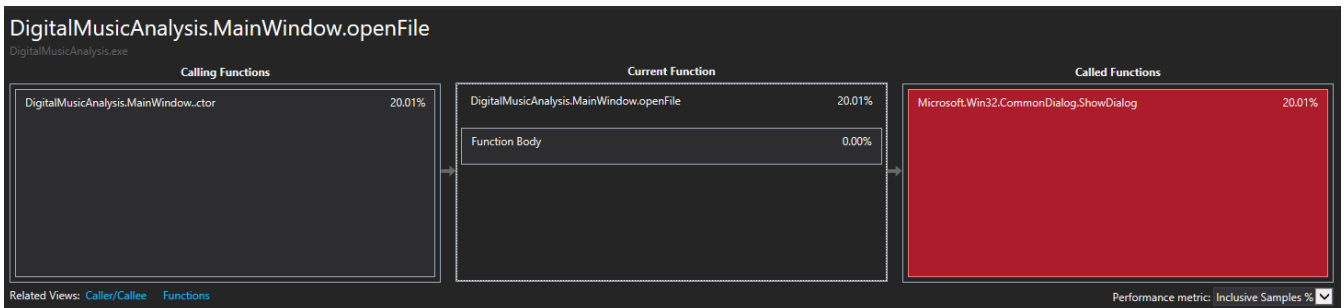 DigitalMusicAnalysis.MainWindow.openFile
DigitalMusicAnalysis.exe
Calling Functions
Current Function
Called Functions
DigitalMusicAnalysis.MainWindow..ctor 20.01%
DigitalMusicAnalysis.MainWindow.openFile 20.01%
Function Body 0.00%
Microsoft.Win32.CommonDialog.ShowDialog 20.01%
Related Views: Caller/Callee Functions
Performance metric: Inclusive Samples %